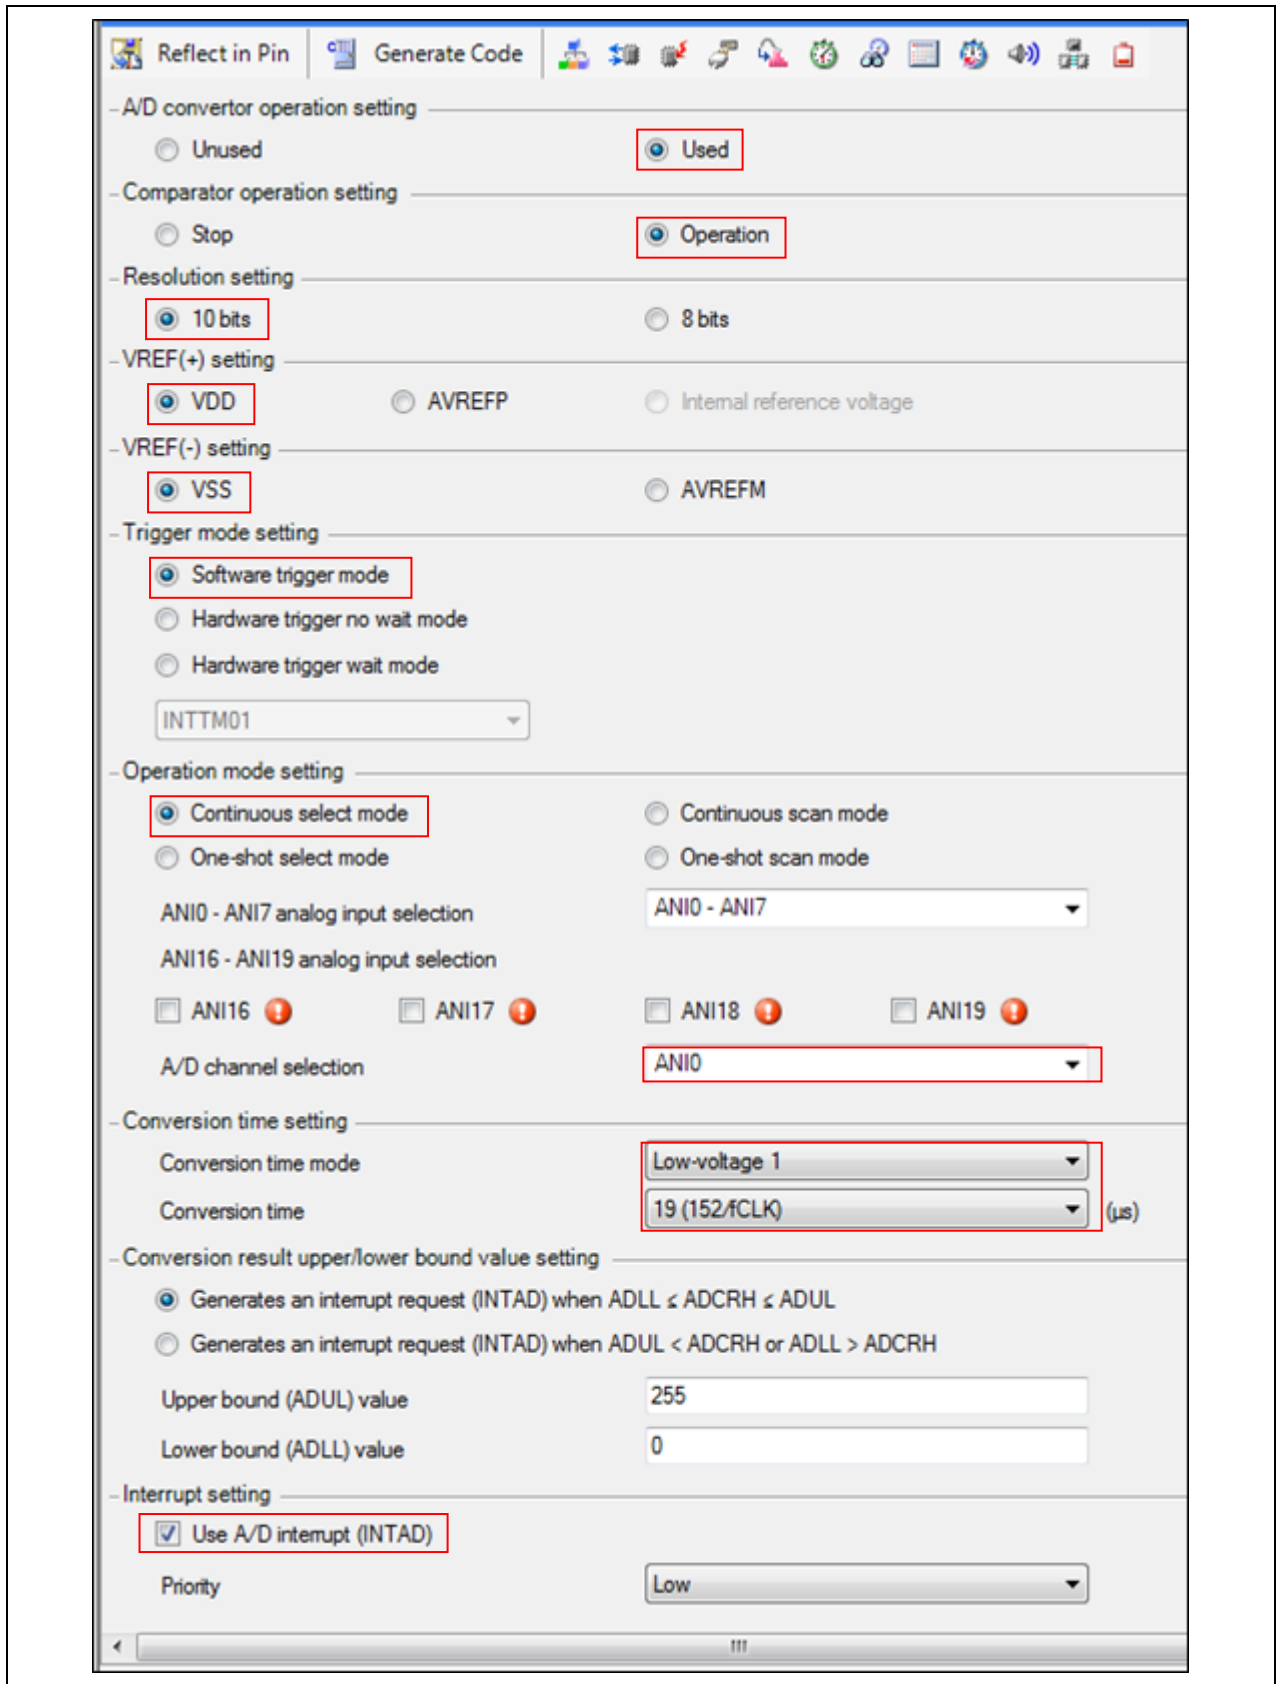 Reflect in Pin Generate Code
A/D convertor operation setting
Unused Used
Comparator operation setting
Stop Operation
Resolution setting
10 bits 8 bits
VREF(+) setting
VDD AVREFP Internal reference voltage
VREF(-) setting
VSS AVREFM
Trigger mode setting
Software trigger mode
Hardware trigger no wait mode
Hardware trigger wait mode
INTTM01
Operation mode setting
Continuous select mode Continuous scan mode
One-shot select mode One-shot scan mode
ANI0 - ANI7 analog input selection ANI0 - ANI7
ANI16 - ANI19 analog input selection
ANI16 ANI17 ANI18 ANI19
A/D channel selection ANI0
Conversion time setting
Conversion time mode Low-voltage 1
Conversion time 19 (152/fCLK) (µs)
Conversion result upper/lower bound value setting
Generates an interrupt request (INTAD) when ADLL ≤ ADCRH ≤ ADUL
Generates an interrupt request (INTAD) when ADUL < ADCRH or ADLL > ADCRH
Upper bound (ADUL) value 255
Lower bound (ADLL) value 0
Interrupt setting
Use A/D interrupt (INTAD)
Priority Low